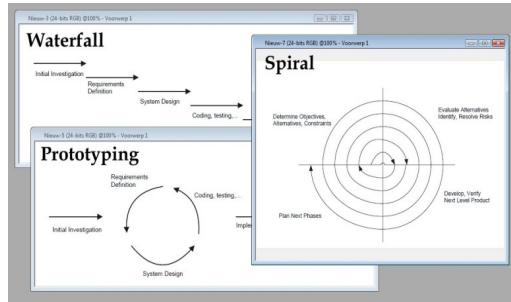 Nieuw-3 (24-bits RGB) @100% - Voorwerp 1
Waterfall
Initial Investigation
Requirements
Definition
System Design
Coding, testing,...
Nieuw-5 (24-bits RGB) @100% - Voorwerp 1
Prototyping
Requirements
Definition
Coding, testing,...
Initial Investigation
System Design
Nieuw-7 (24-bits RGB) @100% - Voorwerp 1
Spiral
Determine Objectives,
Alternatives, Constraints
Evaluate Alternatives
Identify, Resolve Risks
Plan Next Phases
Develop, Verify
Next Level Product